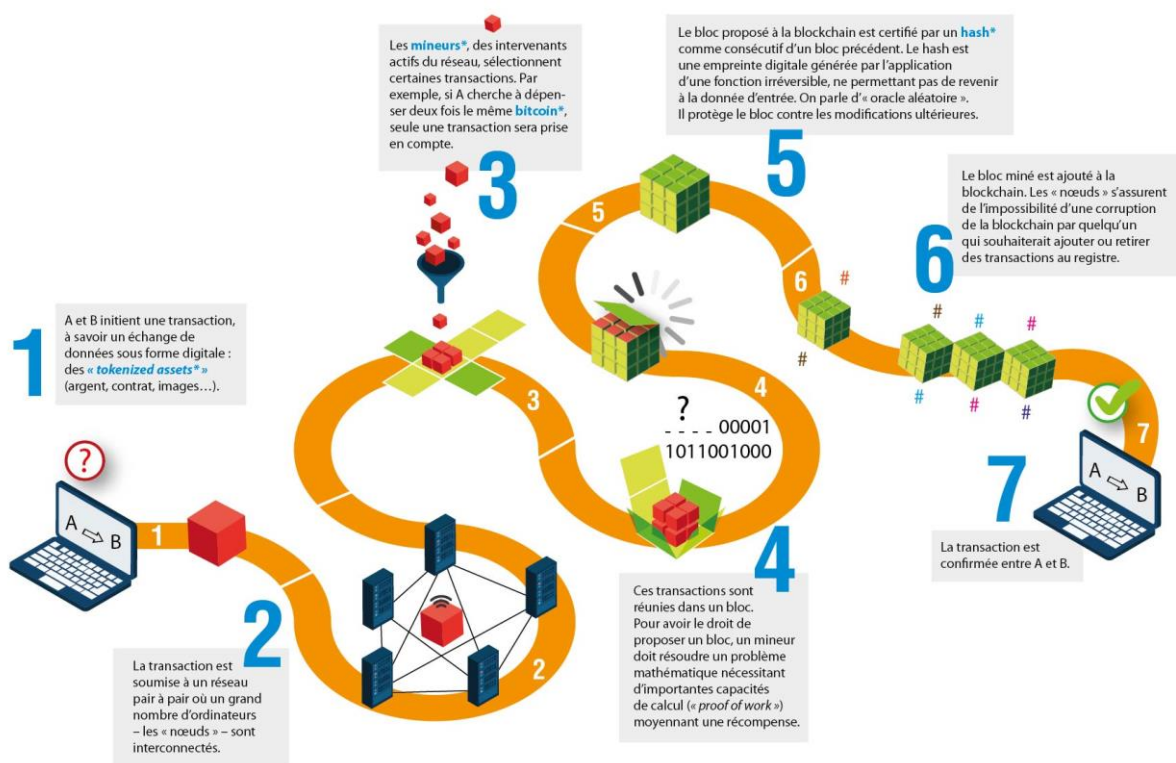 1
A et B initient une transaction,
à savoir un échange de
données sous forme digitale :
des « tokenized assets* »
(argent, contrat, images…).
?
A ⇨ B
1
2
La transaction est
soumise à un réseau
pair à pair où un grand
nombre d’ordinateurs
– les « nœuds » – sont
interconnectés.
2
Les mineurs*, des intervenants
actifs du réseau, sélectionnent
certaines transactions. Par
exemple, si A cherche à dépen-
ser deux fois le même bitcoin*,
seule une transaction sera prise
en compte.
3
3
4
?
_ _ _ _ 00001
1011001000
4
Ces transactions sont
réunies dans un bloc.
Pour avoir le droit de
proposer un bloc, un mineur
doit résoudre un problème
mathématique nécessitant
d’importantes capacités
de calcul (« proof of work »)
moyennant une récompense.
5
Le bloc proposé à la blockchain est certifié par un hash*
comme consécutif d’un bloc précédent. Le hash est
une empreinte digitale générée par l’application
d’une fonction irréversible, ne permettant pas de revenir
à la donnée d’entrée. On parle d’« oracle aléatoire ».
Il protège le bloc contre les modifications ultérieures.
5
6
Le bloc miné est ajouté à la
blockchain. Les « nœuds » s’assurent
de l’impossibilité d’une corruption
de la blockchain par quelqu’un
qui souhaiterait ajouter ou retirer
des transactions au registre.
6
# #
# # #
# # #
7
A ⇨ B
7
La transaction est
confirmée entre A et B.